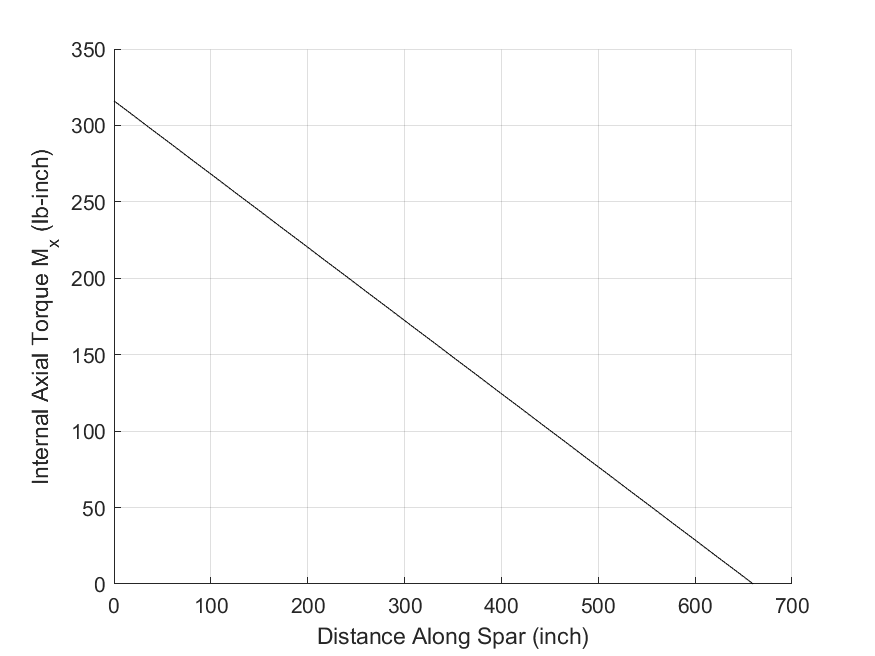 350
300
250
200
150
100
50
0
Internal Axial Torque Mx (lb-inch)
0 100 200 300 400 500 600 700
Distance Along Spar (inch)